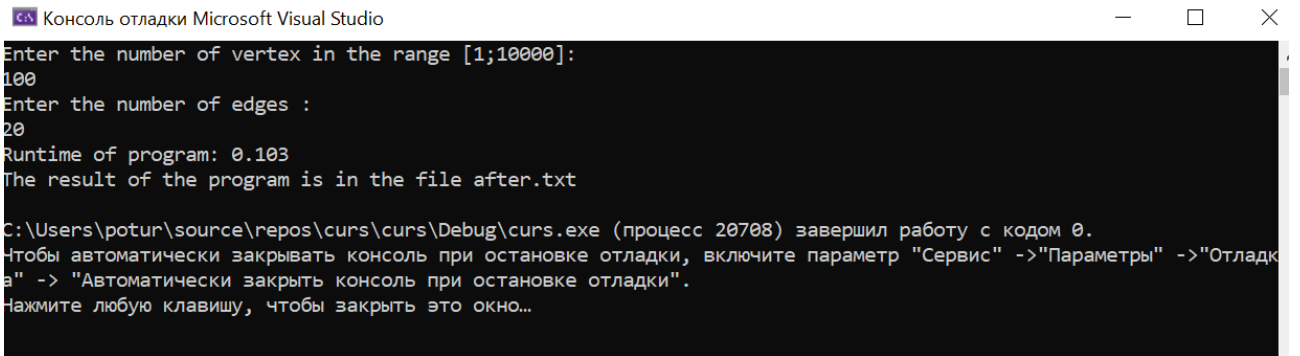 Консоль отладки Microsoft Visual Studio
Enter the number of vertex in the range [1;10000]:
100
Enter the number of edges :
20
Runtime of program: 0.103
The result of the program is in the file after.txt
C:\Users\potur\source\repos\curs\curs\Debug\curs.exe (процесс 20708) завершил работу с кодом 0.
Чтобы автоматически закрывать консоль при остановке отладки, включите параметр "Сервис" ->"Параметры" ->"Отладк
а" -> "Автоматически закрыть консоль при остановке отладки".
Нажмите любую клавишу, чтобы закрыть это окно…